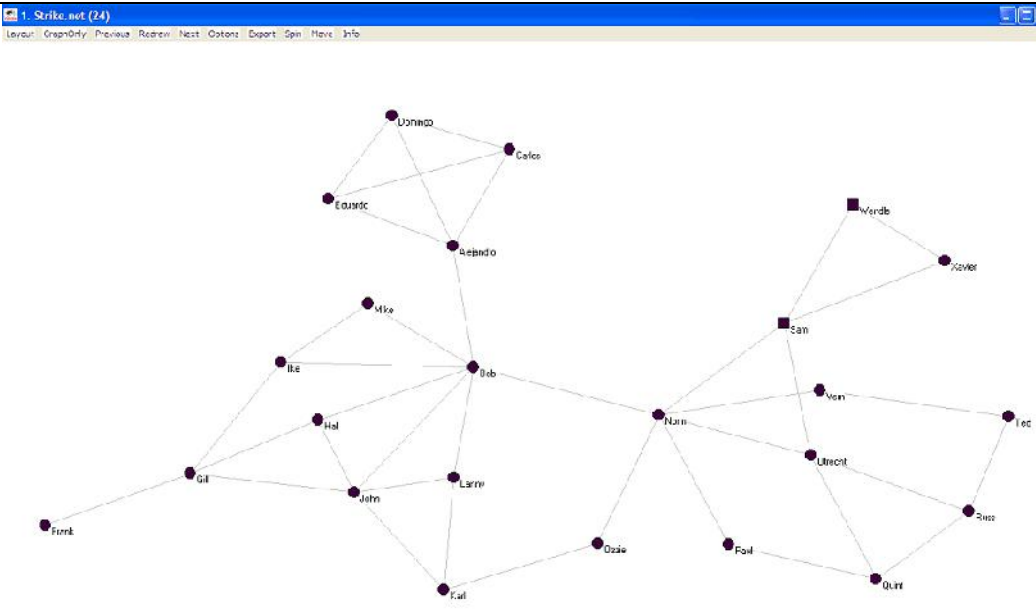 1. Strike.net (24)
Layout GraphOnly Previous Redraw Next Options Export Spin Move Info
Domingo
Carlos
Eduardo
Alejandro
Wendle
Xavier
Mike
Sam
Ike
Bob
Vern
Hal
Norm
Ted
Utrecht
Gill
Lanny
John
Russ
Frank
Ozzie
Paul
Quint
Karl